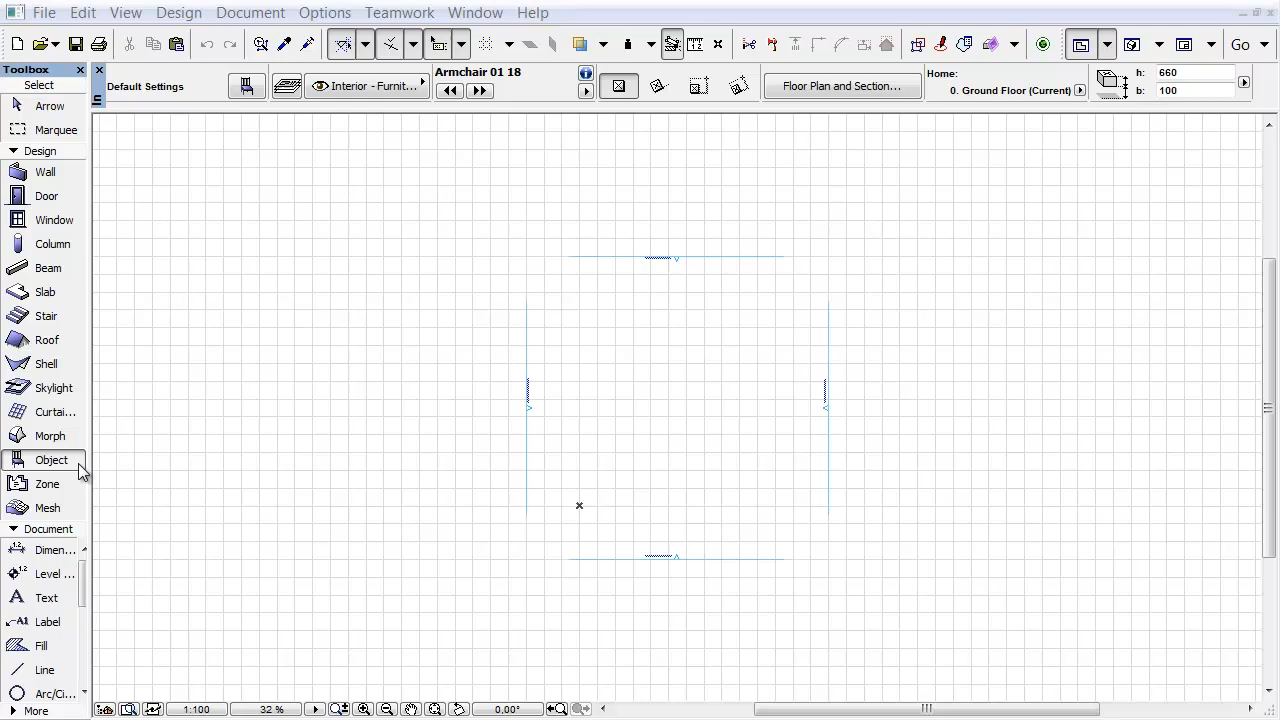 File Edit View Design Document Options Teamwork Window Help
Go
Toolbox
Select
Arrow
Marquee
Design
Wall
Door
Window
Column
Beam
Slab
Stair
Roof
Shell
Skylight
Curtai...
Morph
Object
Zone
Mesh
Document
Dimen...
Level ...
Text
Label
Fill
Line
Arc/Ci...
More
Default Settings
Interior - Furnit...
Armchair 01 18
Floor Plan and Section...
Home:
0. Ground Floor (Current)
h: 660
b: 100
1:100 32 % 0,00°